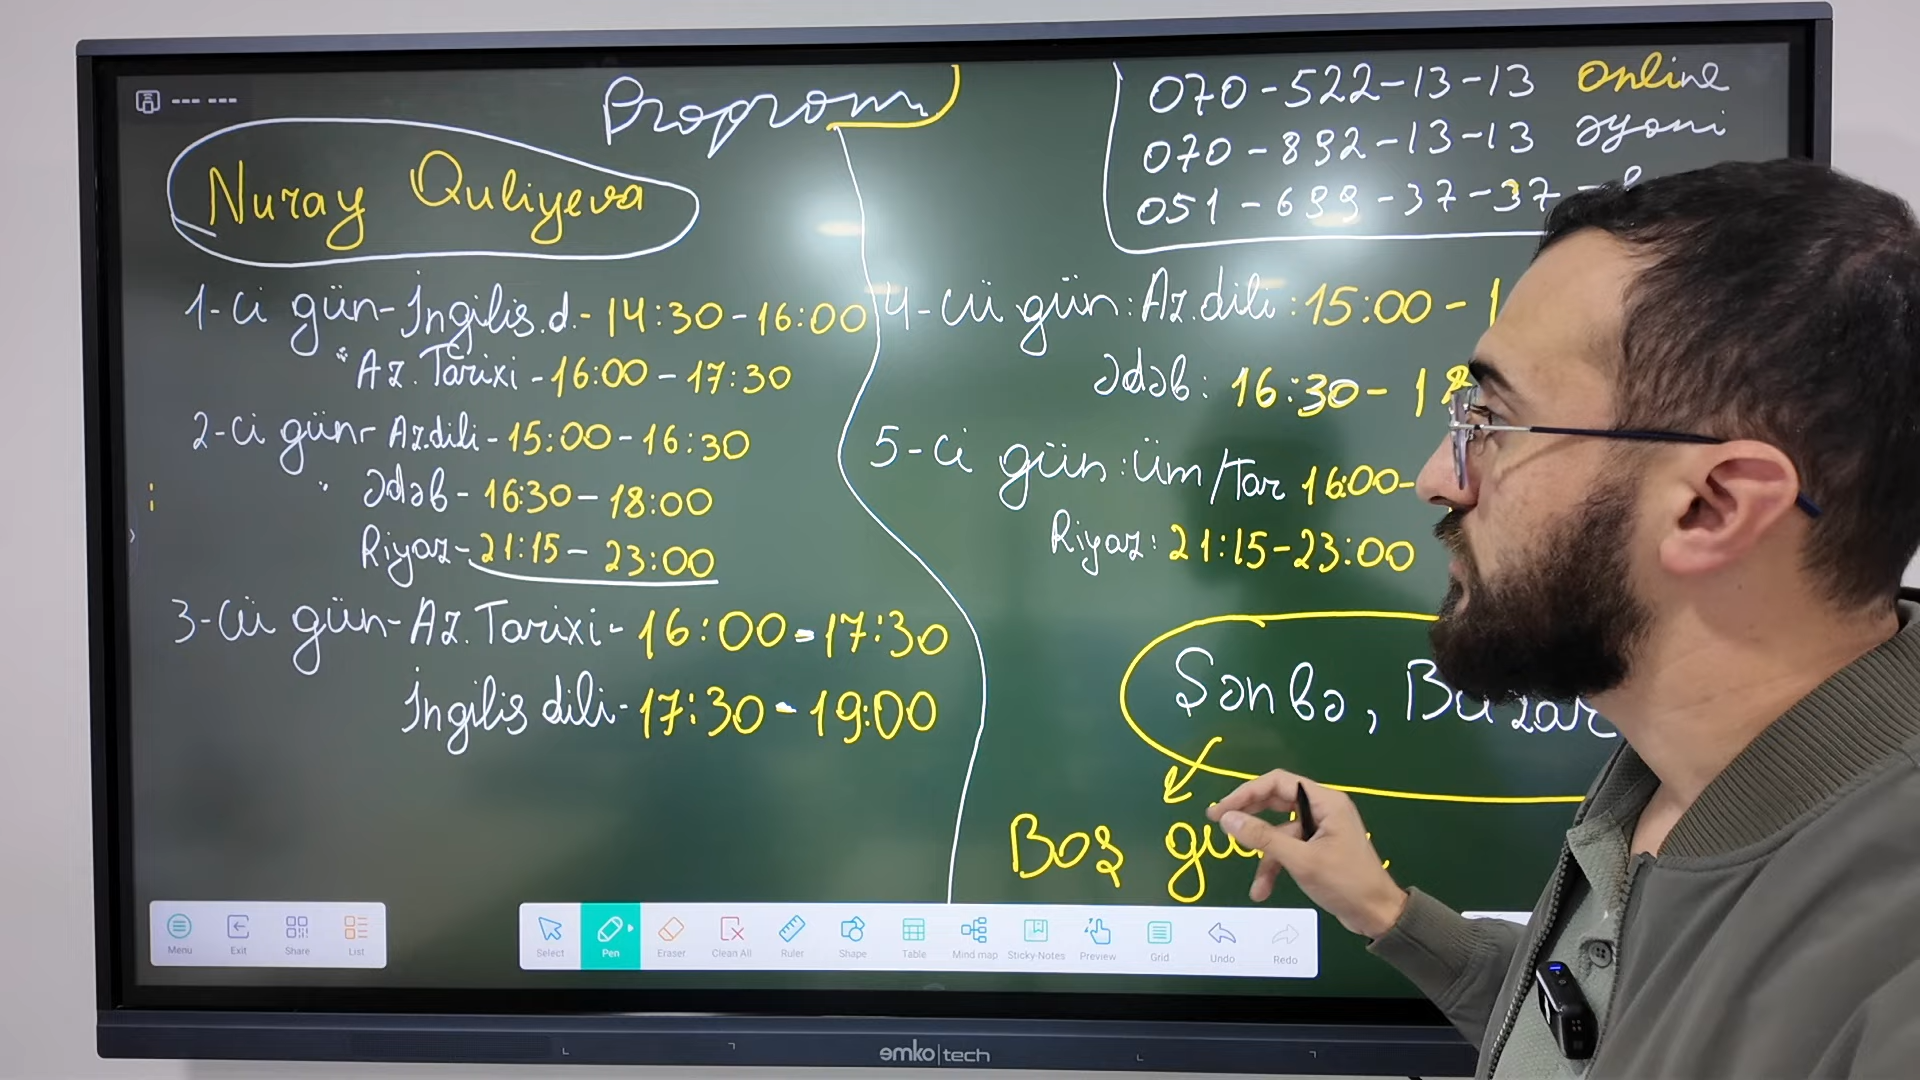 Proqram
Nuray Quliyeva
1-ci gün-İngilis.d.-14:30-16:00
Az.Tarixi-16:00-17:30
2-ci gün-Az.dili-15:00-16:30
Ədəb-16:30-18:00
Riyaz-21:15-23:00
3-cü gün-Az.Tarixi-16:00-17:30
İngilis dili-17:30-19:00
070-522-13-13 online
070-892-13-13 əyani
051-699-37-37-
4-cü gün:Az.dili:15:00-1
Ədəb:16:30-1
5-ci gün:üm/tar 16:00-
Riyaz:21:15-23:00
Şənbə, Bazar
Boş
Menu Exit Share List
Select Pen Eraser Clean All Ruler Shape Table Mind map Sticky Notes Preview Grid Undo Redo
emko|tech